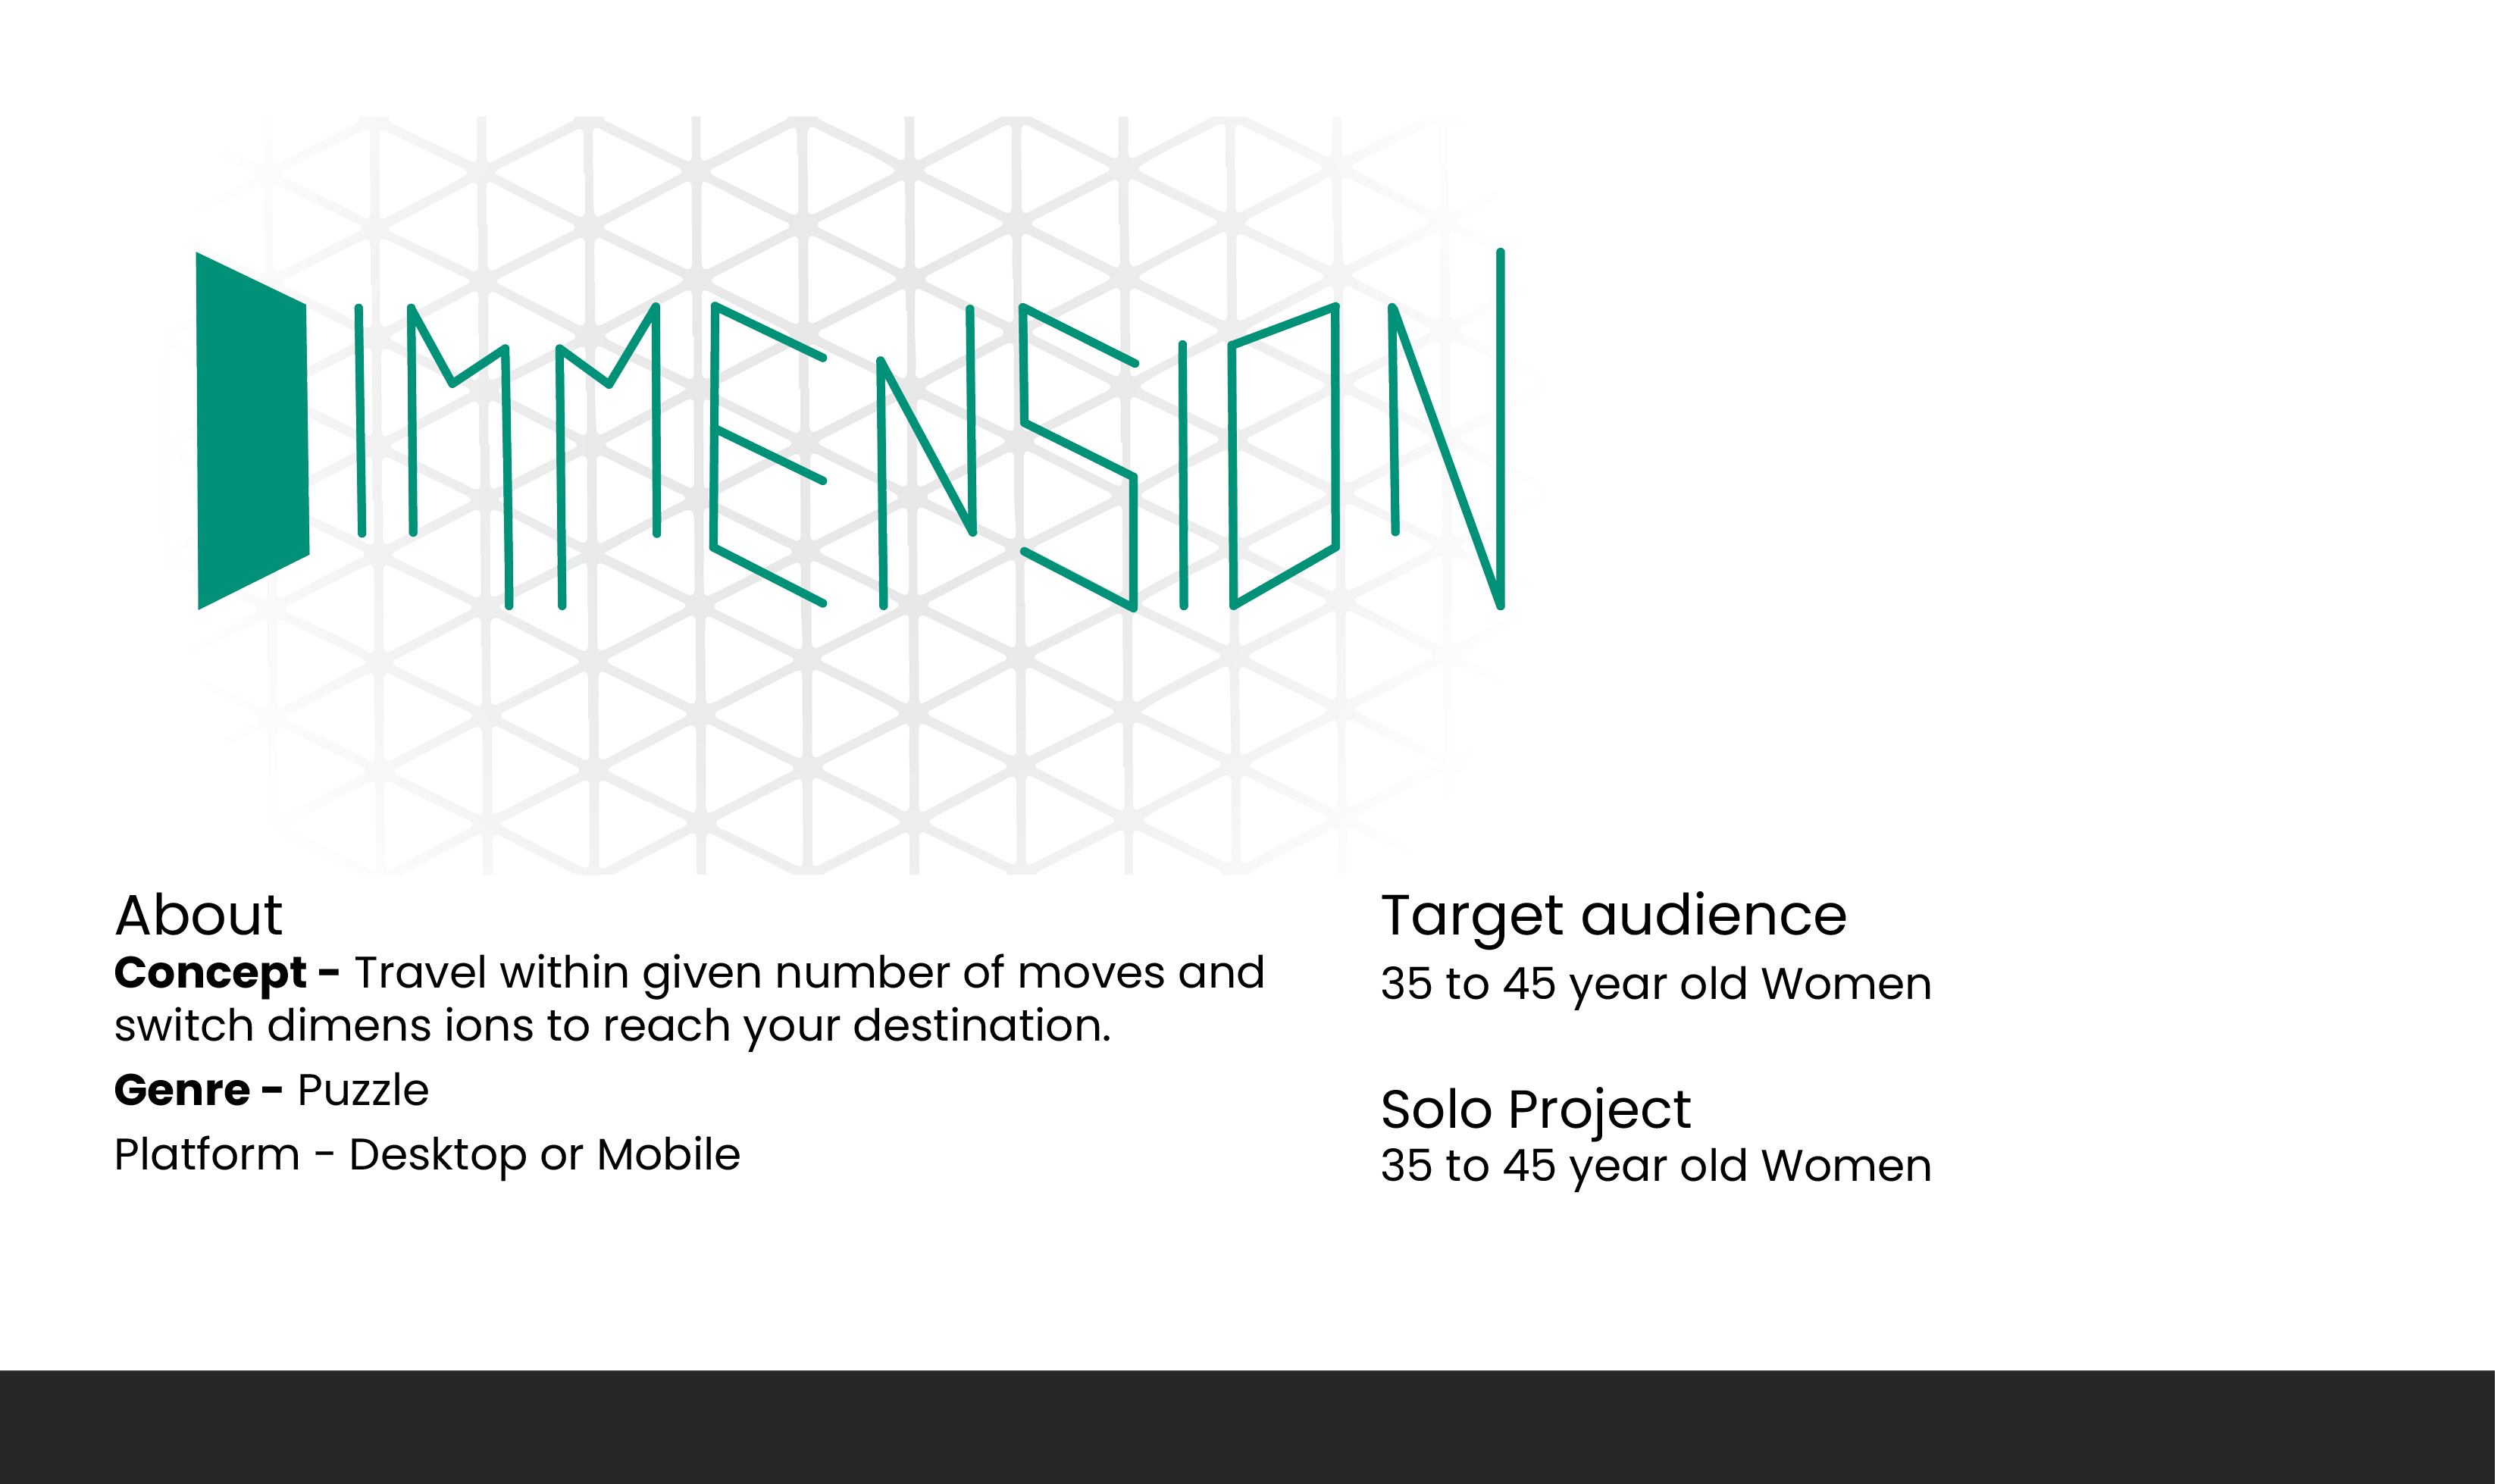 DIMMENSION
About
Concept - Travel within given number of moves and
switch dimens ions to reach your destination.
Genre - Puzzle
Platform - Desktop or Mobile
Target audience
35 to 45 year old Women
Solo Project
35 to 45 year old Women